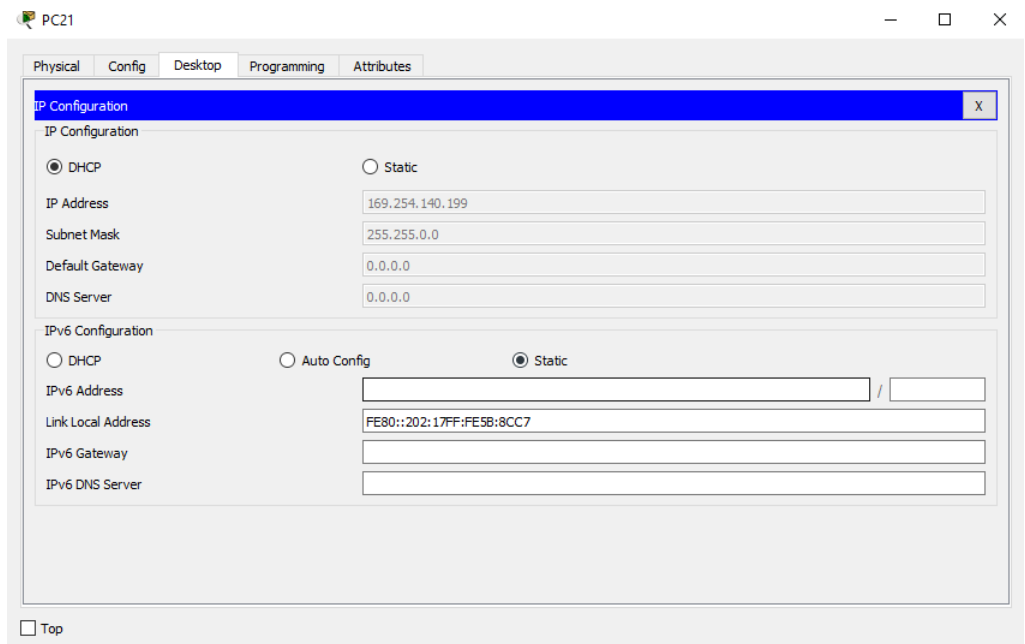 PC21
Physical Config Desktop Programming Attributes
IP Configuration X
IP Configuration
DHCP Static
IP Address 169.254.140.199
Subnet Mask 255.255.0.0
Default Gateway 0.0.0.0
DNS Server 0.0.0.0
IPv6 Configuration
DHCP Auto Config Static
IPv6 Address /
Link Local Address FE80::202:17FF:FE5B:8CC7
IPv6 Gateway
IPv6 DNS Server
Top